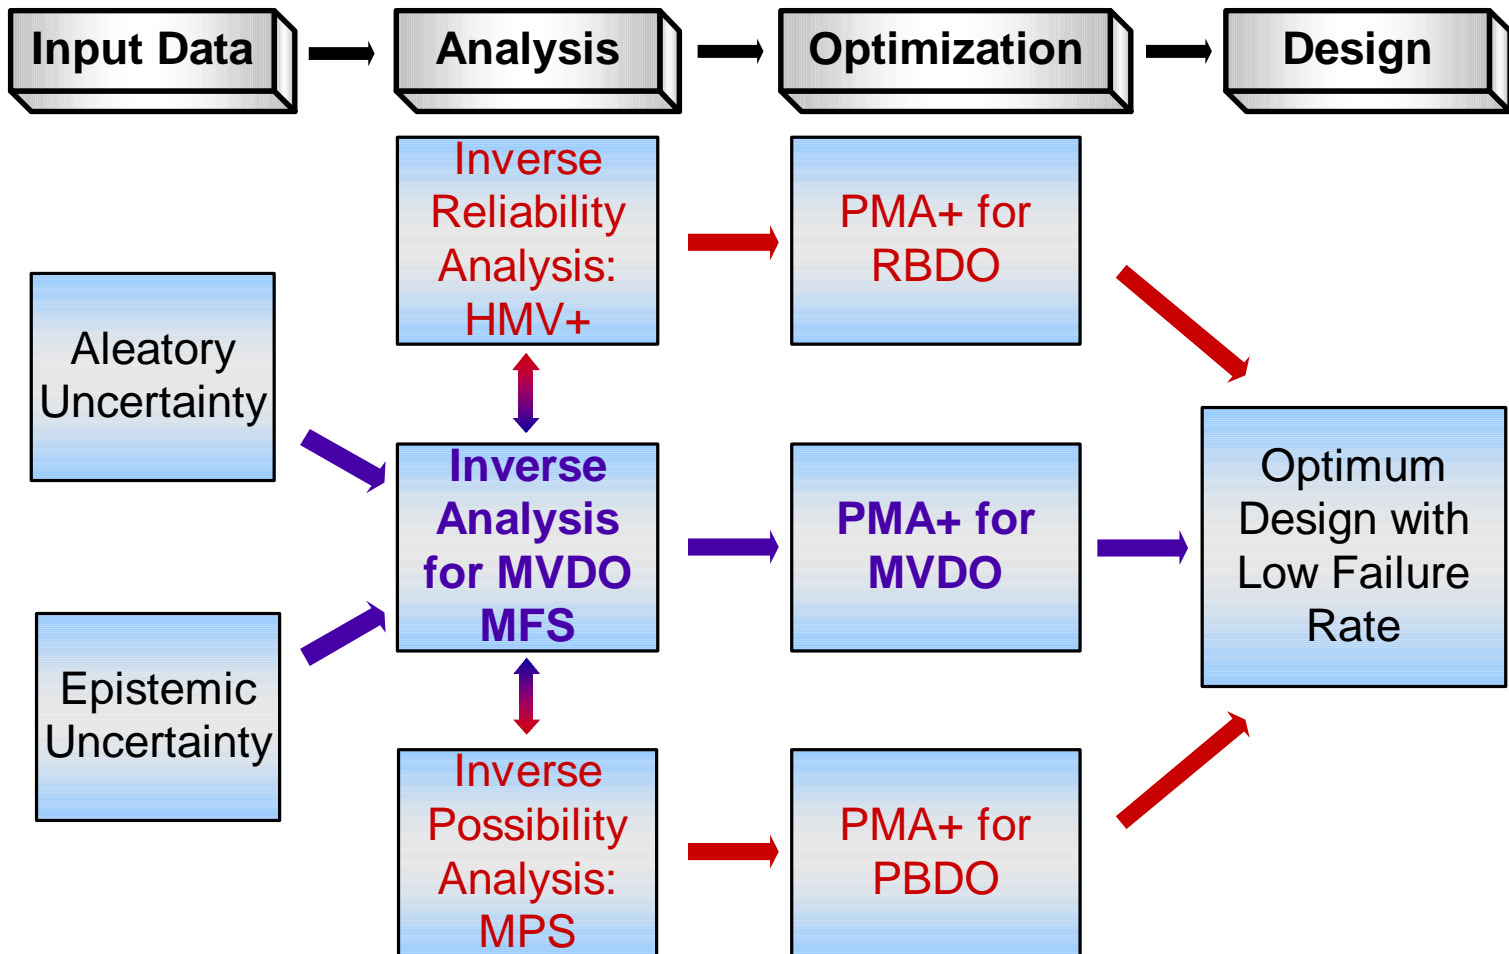 Input Data
Analysis
Optimization
Design
Aleatory
Uncertainty
Epistemic
Uncertainty
Inverse
Reliability
Analysis:
HMV+
Inverse
Analysis
for MVDO
MFS
Inverse
Possibility
Analysis:
MPS
PMA+ for
RBDO
PMA+ for
MVDO
PMA+ for
PBDO
Optimum
Design with
Low Failure
Rate